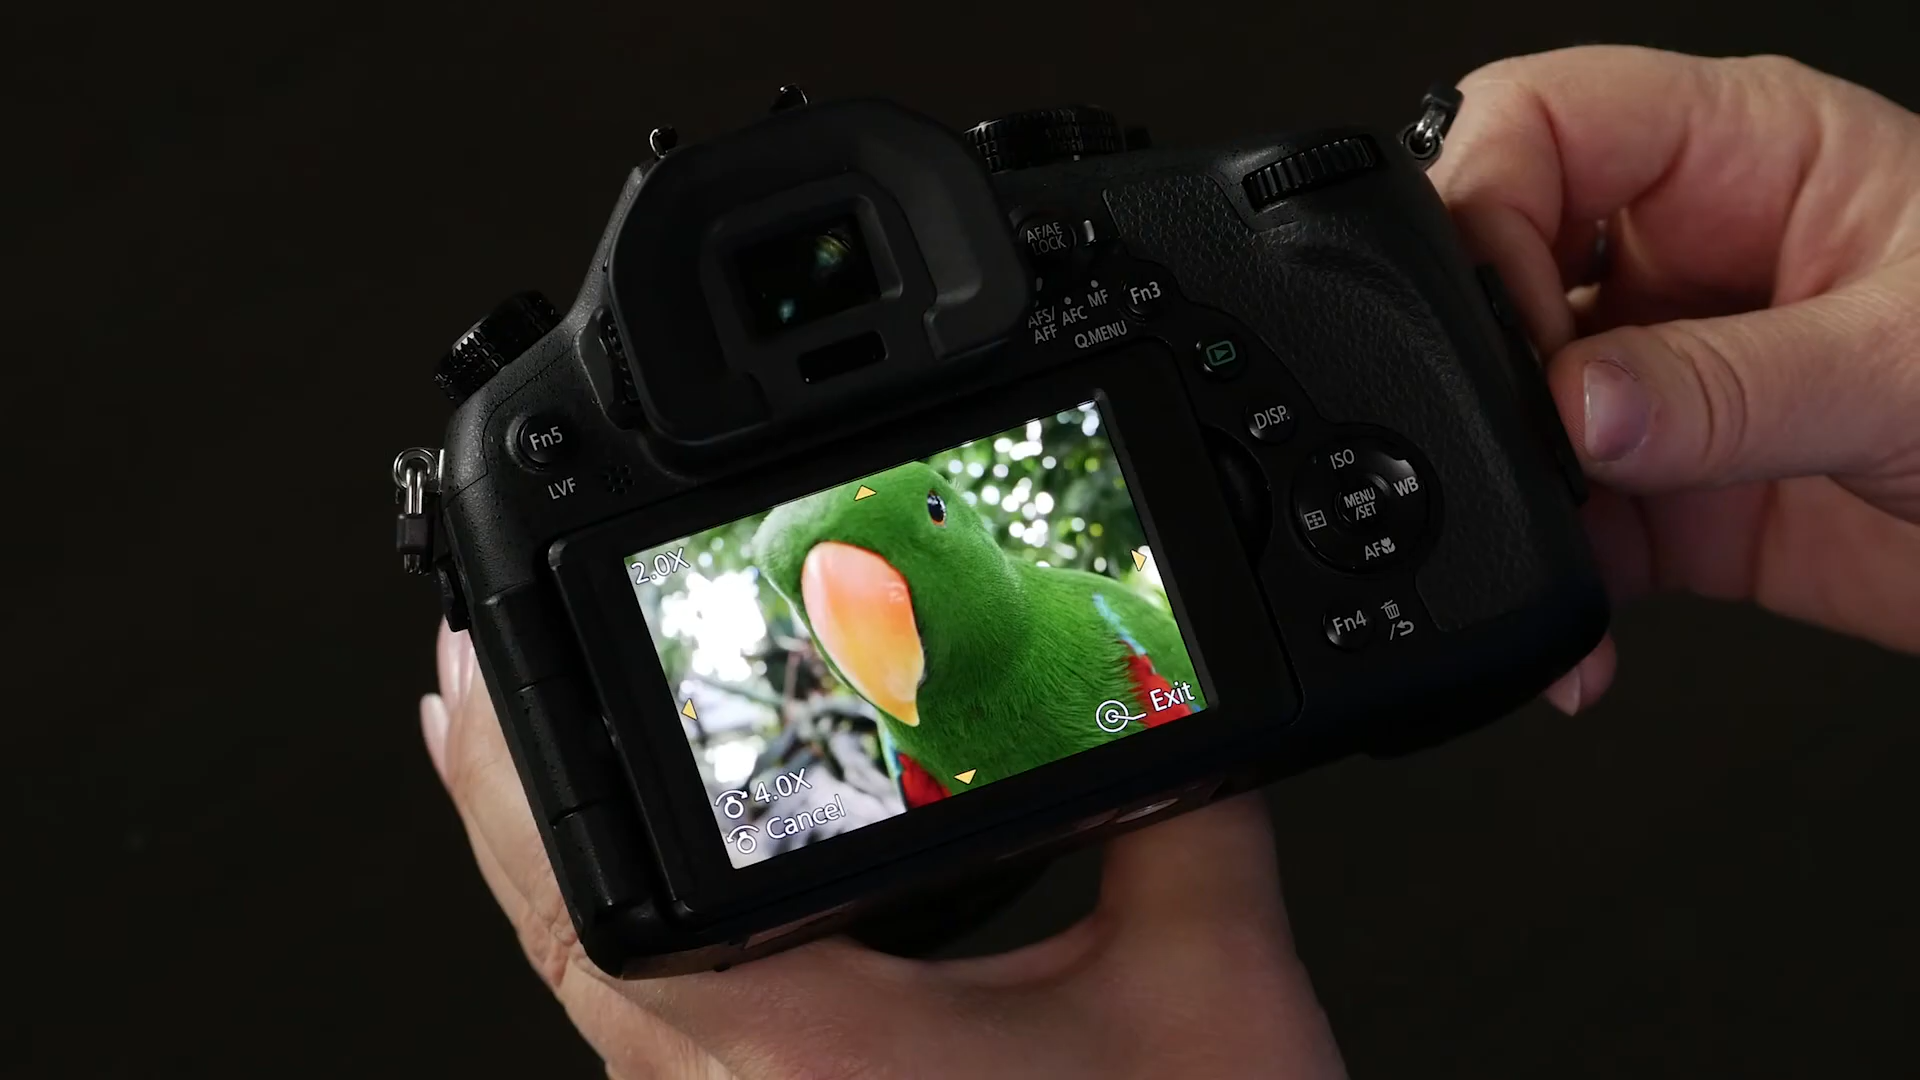 AF/AE
LOCK
AFS/
AFF
AFC
MF
Fn3
Q.MENU
Fn5
LVF
DISP.
ISO
WB
MENU
/SET
AF
Fn4
/
2.0X
Exit
4.0X
Cancel